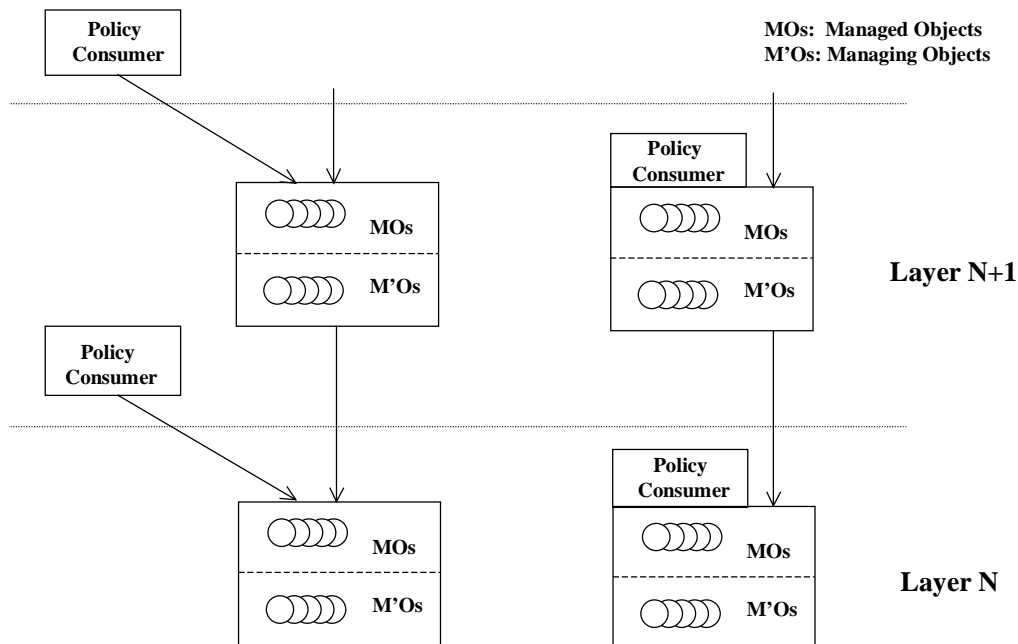 Policy
Consumer
MOs: Managed Objects
M’Os: Managing Objects
Policy
Consumer
MOs
M’Os
MOs
M’Os
Layer N+1
Policy
Consumer
Policy
Consumer
MOs
M’Os
MOs
M’Os
Layer N